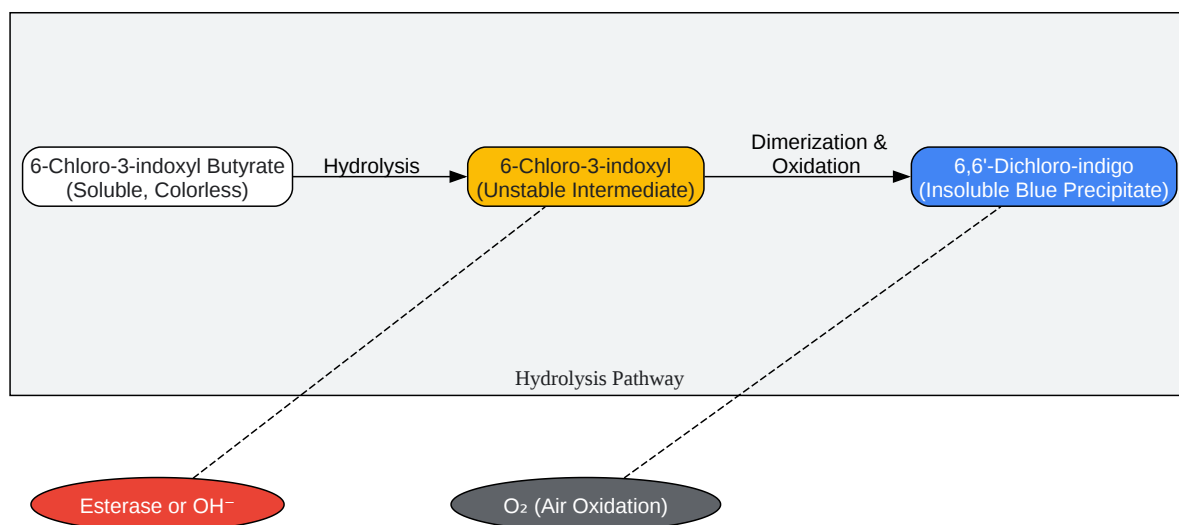 6-Chloro-3-indoxyl Butyrate
(Soluble, Colorless)
Hydrolysis
6-Chloro-3-indoxyl
(Unstable Intermediate)
Dimerization &
Oxidation
6,6'-Dichloro-indigo
(Insoluble Blue Precipitate)
Hydrolysis Pathway
Esterase or OH⁻
O₂ (Air Oxidation)